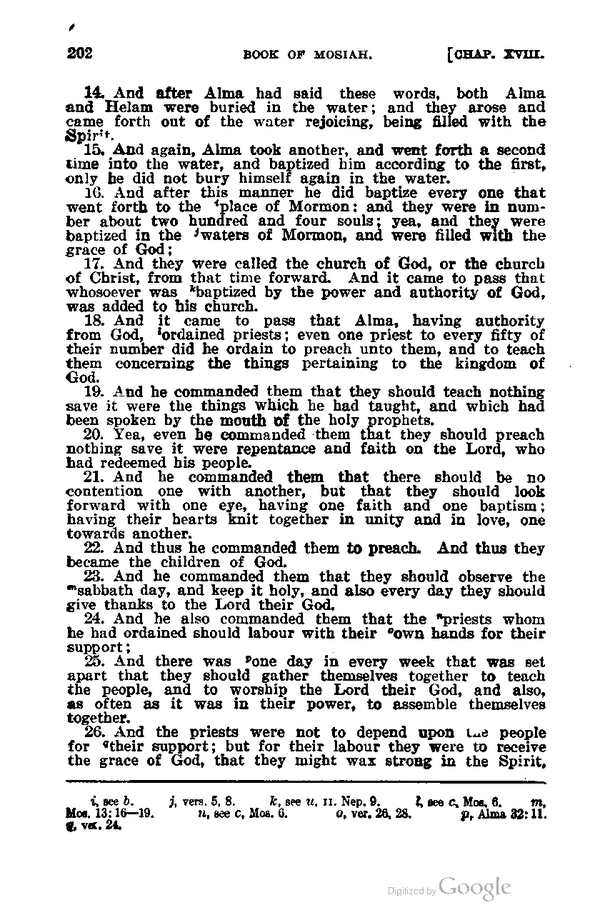 202 BOOK OF MOSIAH. [CHAP. XVIII.
14. And after Alma had said these words, both Alma
and Helam were buried in the water; and they arose and
came forth out of the water rejoicing, being filled with the
Spirit.
15. And again, Alma took another, and went forth a second
time into the water, and baptized him according to the first,
only he did not bury himself again in the water.
16. And after this manner he did baptize every one that
went forth to the ⁱplace of Mormon: and they were in num-
ber about two hundred and four souls; yea, and they were
baptized in the ʲwaters of Mormon, and were filled with the
grace of God;
17. And they were called the church of God, or the church
of Christ, from that time forward. And it came to pass that
whosoever was ᵏbaptized by the power and authority of God,
was added to his church.
18. And it came to pass that Alma, having authority
from God, ˡordained priests; even one priest to every fifty of
their number did he ordain to preach unto them, and to teach
them concerning the things pertaining to the kingdom of
God.
19. And he commanded them that they should teach nothing
save it were the things which he had taught, and which had
been spoken by the mouth of the holy prophets.
20. Yea, even he commanded them that they should preach
nothing save it were repentance and faith on the Lord, who
had redeemed his people.
21. And he commanded them that there should be no
contention one with another, but that they should look
forward with one eye, having one faith and one baptism;
having their hearts knit together in unity and in love, one
towards another.
22. And thus he commanded them to preach. And thus they
became the children of God.
23. And he commanded them that they should observe the
ᵐsabbath day, and keep it holy, and also every day they should
give thanks to the Lord their God.
24. And he also commanded them that the ⁿpriests whom
he had ordained should labour with their ᵒown hands for their
support;
25. And there was ᵖone day in every week that was set
apart that they should gather themselves together to teach
the people, and to worship the Lord their God, and also,
as often as it was in their power, to assemble themselves
together.
26. And the priests were not to depend upon the people
for qtheir support; but for their labour they were to receive
the grace of God, that they might wax strong in the Spirit,
i, see b. j, vers. 5, 8. k, see u, II. Nep. 9. l, see c, Mos. 6. m,
Mos. 13: 16—19. n, see c, Mos. 6. o, ver. 26, 28. p, Alma 32: 11.
q, ver. 24.
Digitized by Google